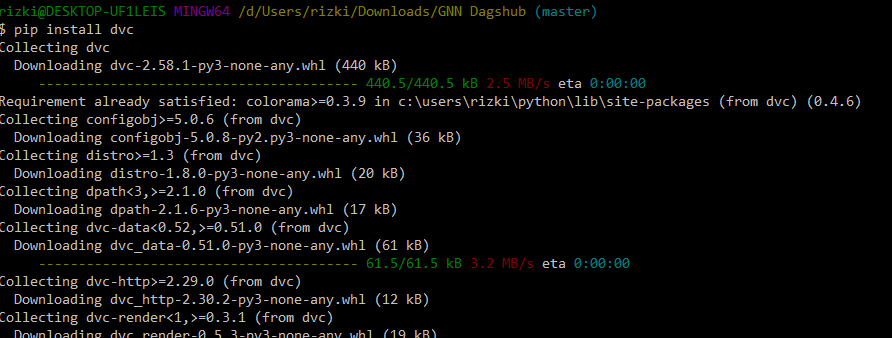 rizki@DESKTOP-UF1LEIS MINGW64 /d/Users/rizki/Downloads/GNN Dagshub (master)
$ pip install dvc
Collecting dvc
  Downloading dvc-2.58.1-py3-none-any.whl (440 kB)
     ---------------------------------------- 440.5/440.5 kB 2.5 MB/s eta 0:00:00
Requirement already satisfied: colorama>=0.3.9 in c:\users\rizki\python\lib\site-packages (from dvc) (0.4.6)
Collecting configobj>=5.0.6 (from dvc)
  Downloading configobj-5.0.8-py2.py3-none-any.whl (36 kB)
Collecting distro>=1.3 (from dvc)
  Downloading distro-1.8.0-py3-none-any.whl (20 kB)
Collecting dpath<3,>=2.1.0 (from dvc)
  Downloading dpath-2.1.6-py3-none-any.whl (17 kB)
Collecting dvc-data<0.52,>=0.51.0 (from dvc)
  Downloading dvc_data-0.51.0-py3-none-any.whl (61 kB)
     ---------------------------------------- 61.5/61.5 kB 3.2 MB/s eta 0:00:00
Collecting dvc-http>=2.29.0 (from dvc)
  Downloading dvc_http-2.30.2-py3-none-any.whl (12 kB)
Collecting dvc-render<1,>=0.3.1 (from dvc)
  Downloading dvc_render-0.5.3-py3-none-any.whl (19 kB)